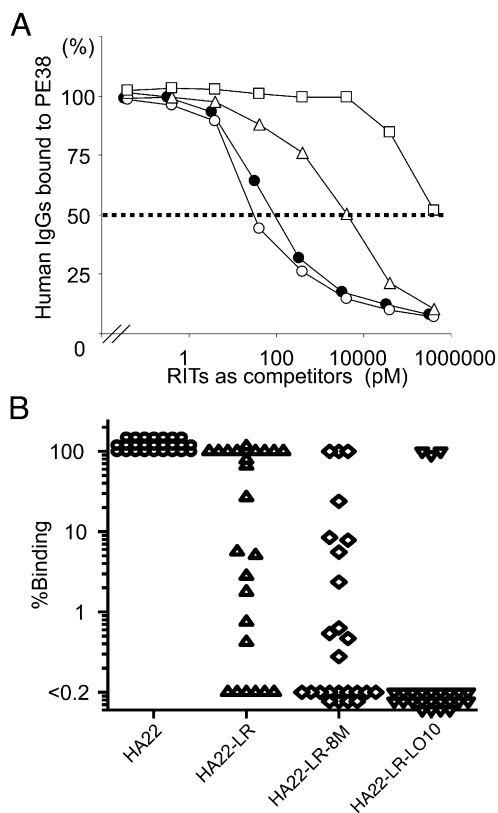 A
(%)
Human IgGs bound to PE38
100
75
50
25
0
1 100 10000 1000000
RITs as competitors (pM)
B
%Binding
100
10
1
<0.2
HA22
HA22-LR
HA22-LR-8M
HA22-LR-LO10